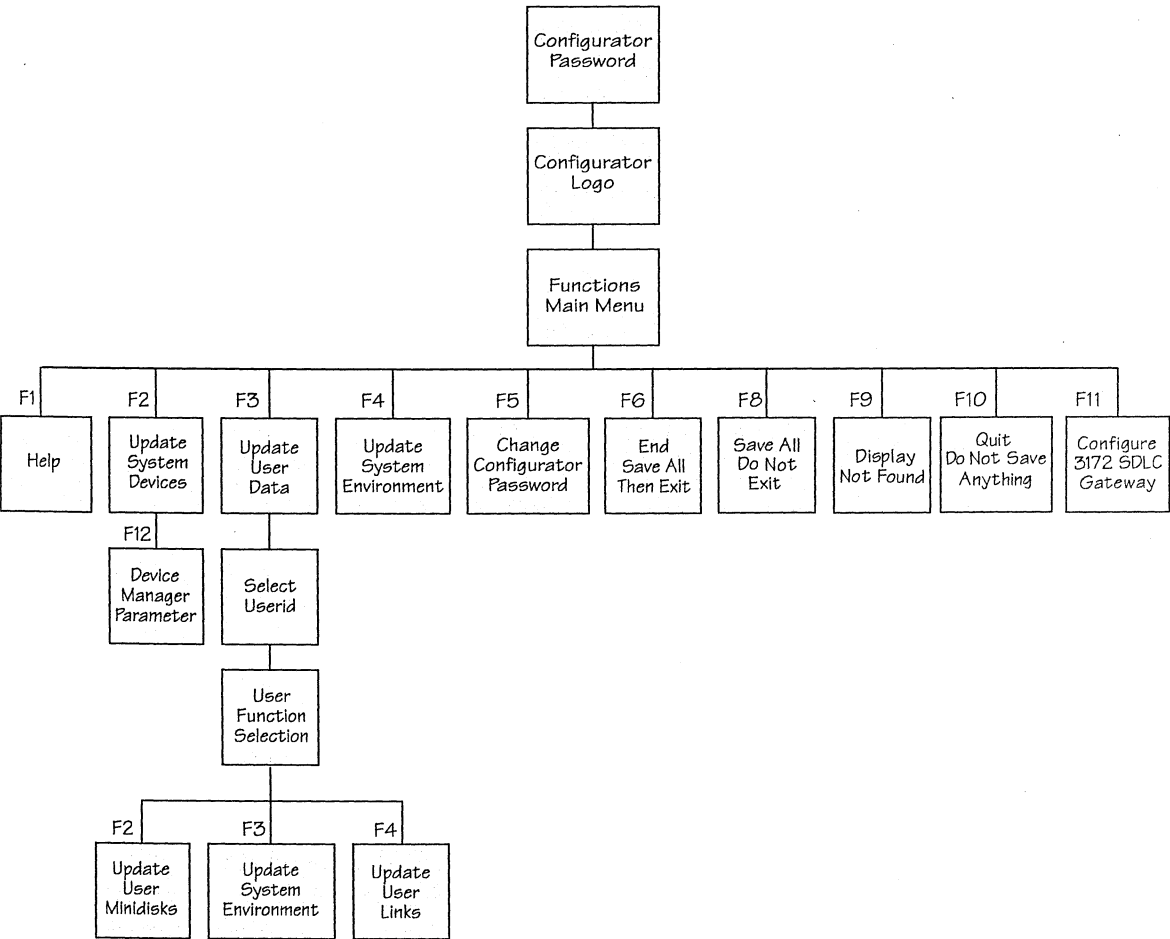 Configurator
Password
Configurator
Logo
Functions
Main Menu
F1
Help
F2
Update
System
Devices
F3
Update
User
Data
F4
Update
System
Environment
F5
Change
Configurator
Password
F6
End
Save All
Then Exit
F8
Save All
Do Not
Exit
F9
Display
Not Found
F10
Quit
Do Not Save
Anything
F11
Configure
3172 SDLC
Gateway
F12
Device
Manager
Parameter
Select
Userid
User
Function
Selection
F2
Update
User
Minidisks
F3
Update
System
Environment
F4
Update
User
Links